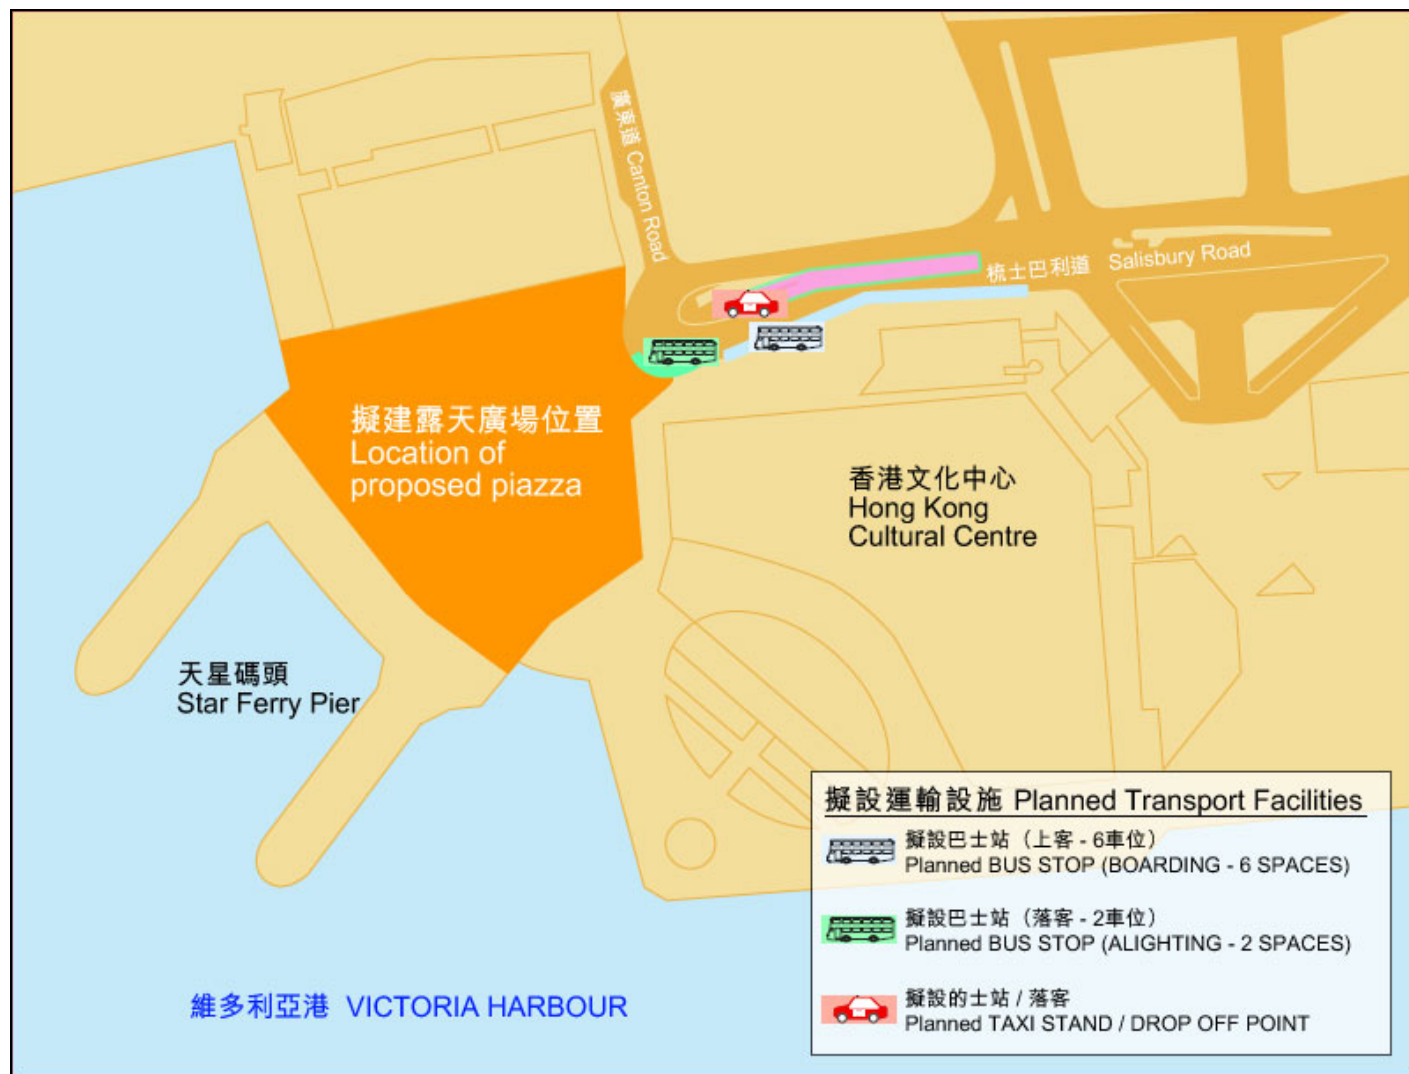 廣東道 Canton Road
梳士巴利道 Salisbury Road
擬建露天廣場位置
Location of
proposed piazza
香港文化中心
Hong Kong
Cultural Centre
天星碼頭
Star Ferry Pier
維多利亞港 VICTORIA HARBOUR
擬設運輸設施 Planned Transport Facilities
擬設巴士站（上客 - 6車位）
Planned BUS STOP (BOARDING - 6 SPACES)
擬設巴士站（落客 - 2車位）
Planned BUS STOP (ALIGHTING - 2 SPACES)
擬設的士站 / 落客
Planned TAXI STAND / DROP OFF POINT